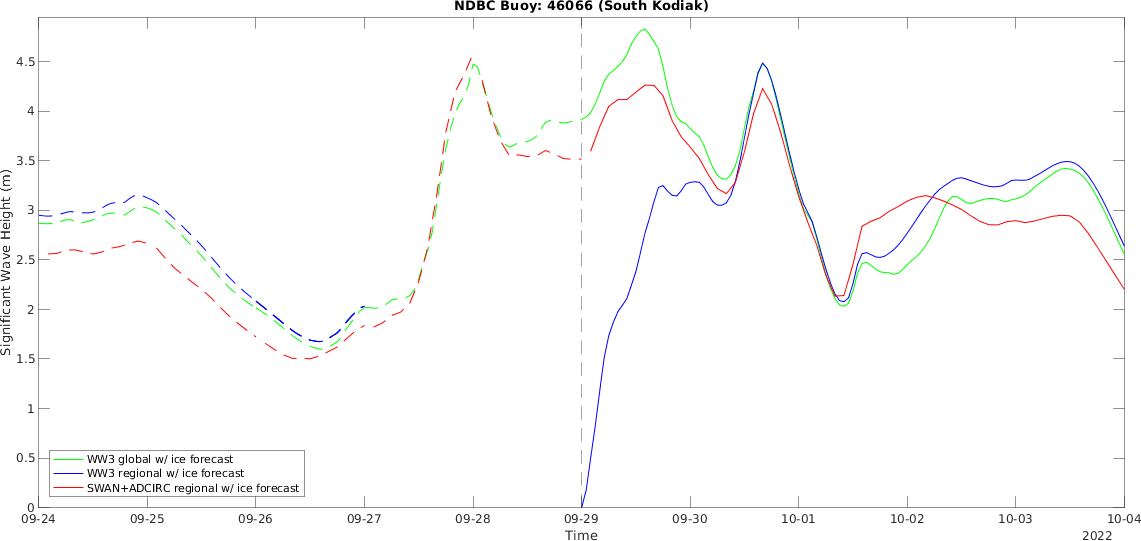 NDBC Buoy: 46066 (South Kodiak)
Significant Wave Height (m)
4.5
4
3.5
3
2.5
2
1.5
1
0.5
0
WW3 global w/ ice forecast
WW3 regional w/ ice forecast
SWAN+ADCIRC regional w/ ice forecast
09-24 09-25 09-26 09-27 09-28 09-29 09-30 10-01 10-02 10-03 10-04
Time
2022